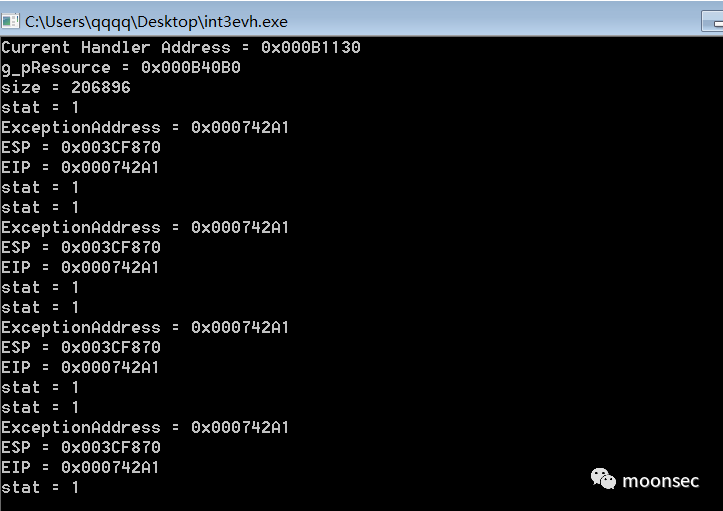 C:\Users\qqqq\Desktop\int3evh.exe
Current Handler Address = 0x000B1130
g_pResource = 0x000B40B0
size = 206896
stat = 1
ExceptionAddress = 0x000742A1
ESP = 0x003CF870
EIP = 0x000742A1
stat = 1
stat = 1
ExceptionAddress = 0x000742A1
ESP = 0x003CF870
EIP = 0x000742A1
stat = 1
stat = 1
ExceptionAddress = 0x000742A1
ESP = 0x003CF870
EIP = 0x000742A1
stat = 1
stat = 1
ExceptionAddress = 0x000742A1
ESP = 0x003CF870
EIP = 0x000742A1
stat = 1
moonsec